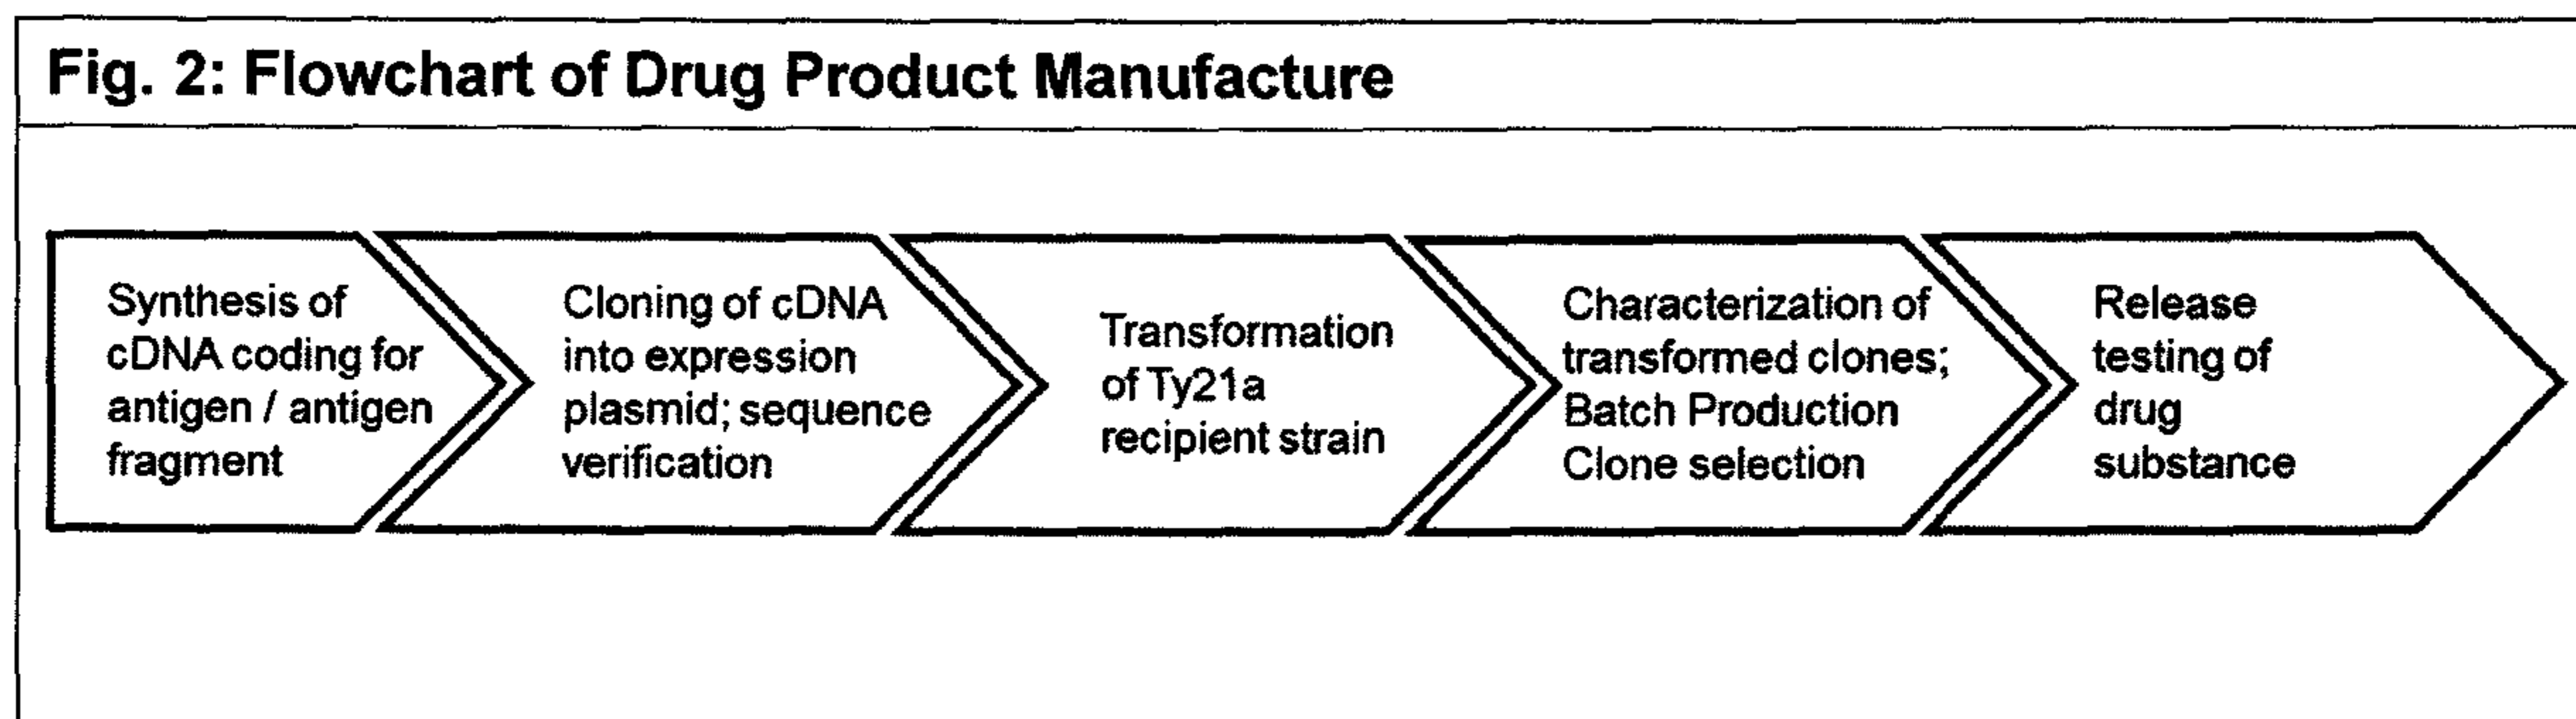 Fig. 2: Flowchart of Drug Product Manufacture
Synthesis of
cDNA coding for
antigen / antigen
fragment
Cloning of cDNA
into expression
plasmid; sequence
verification
Transformation
of Ty21a
recipient strain
Characterization of
transformed clones;
Batch Production
Clone selection
Release
testing of
drug
substance